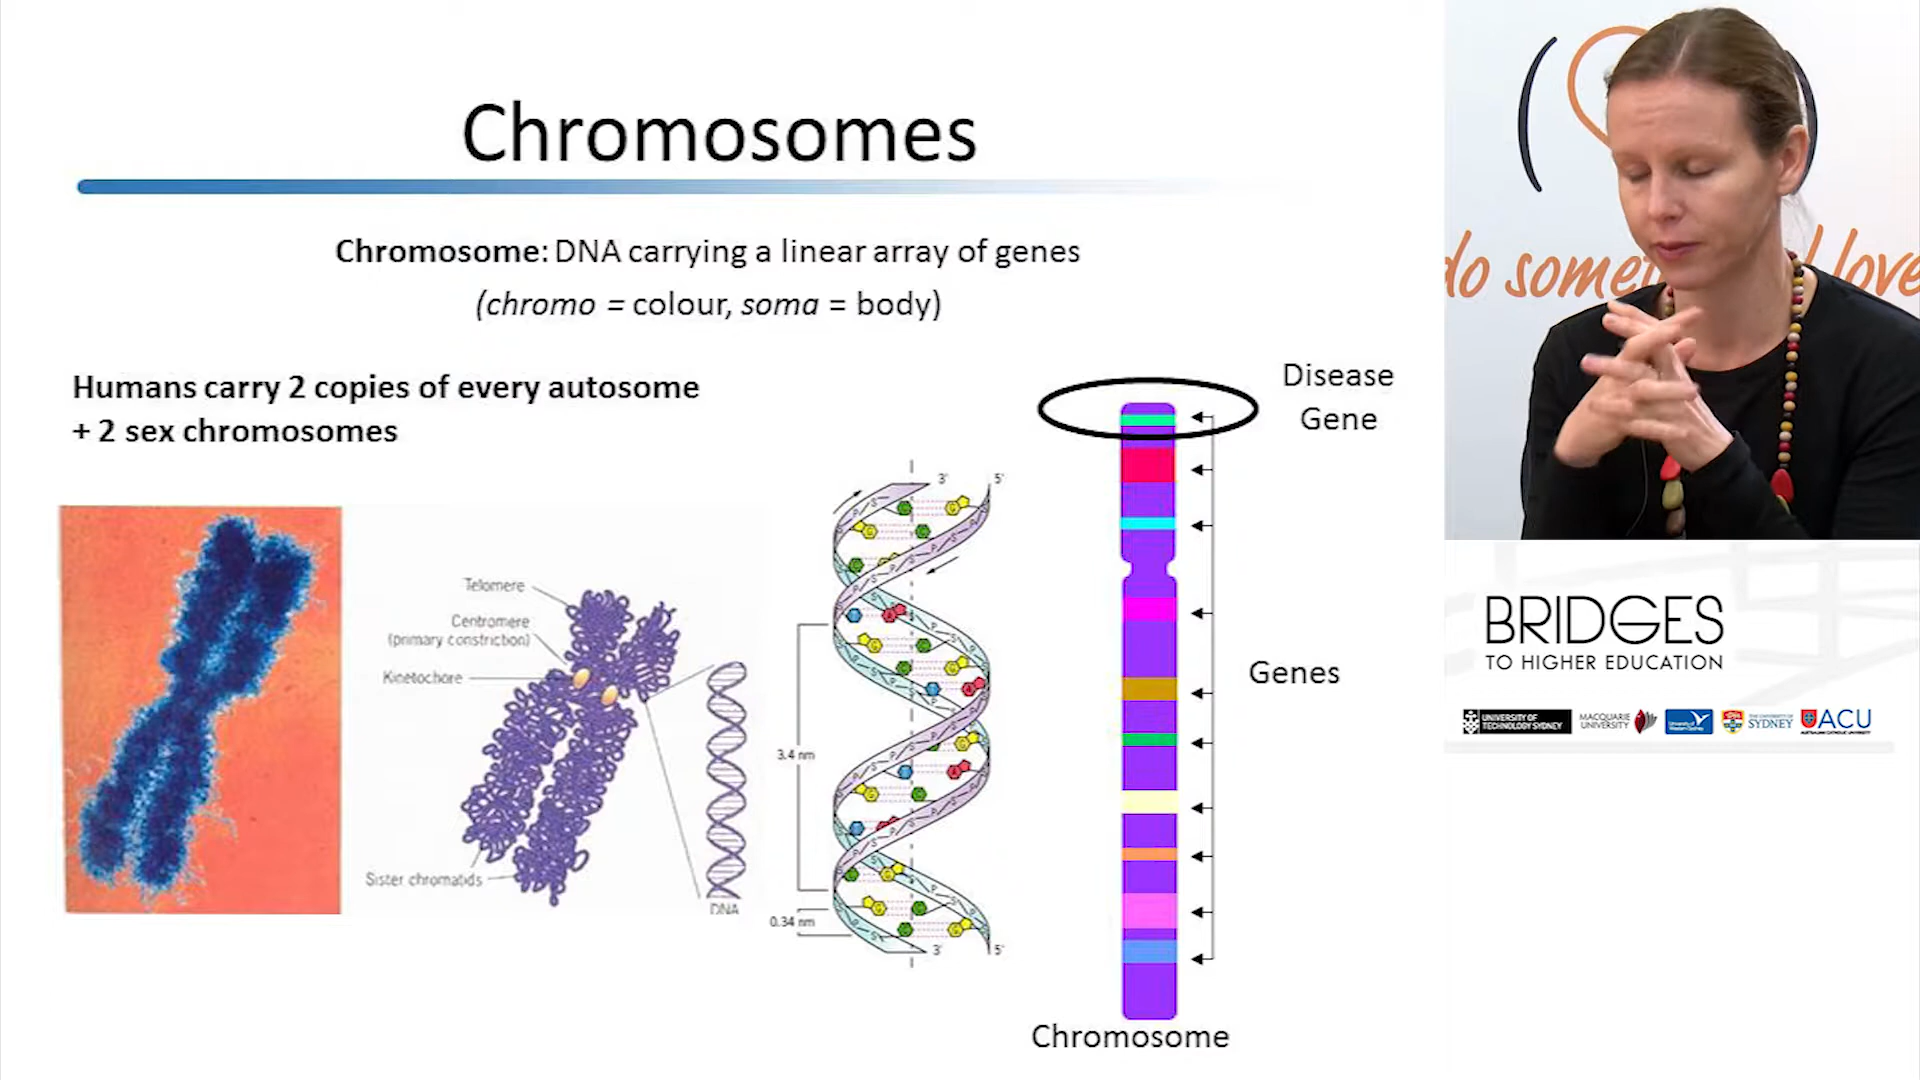 Chromosomes
Chromosome: DNA carrying a linear array of genes
(chromo = colour, soma = body)
Humans carry 2 copies of every autosome
+ 2 sex chromosomes
Telomere
Centromere
(primary constriction)
Kinetochore
Sister chromatids
DNA
3'
5'
3.4 nm
0.34 nm
3'
5'
Disease
Gene
Genes
Chromosome
do some
love
BRIDGES
TO HIGHER EDUCATION
UNIVERSITY OF
TECHNOLOGY SYDNEY
MACQUARIE
UNIVERSITY
THE UNIVERSITY OF
SYDNEY
ACU